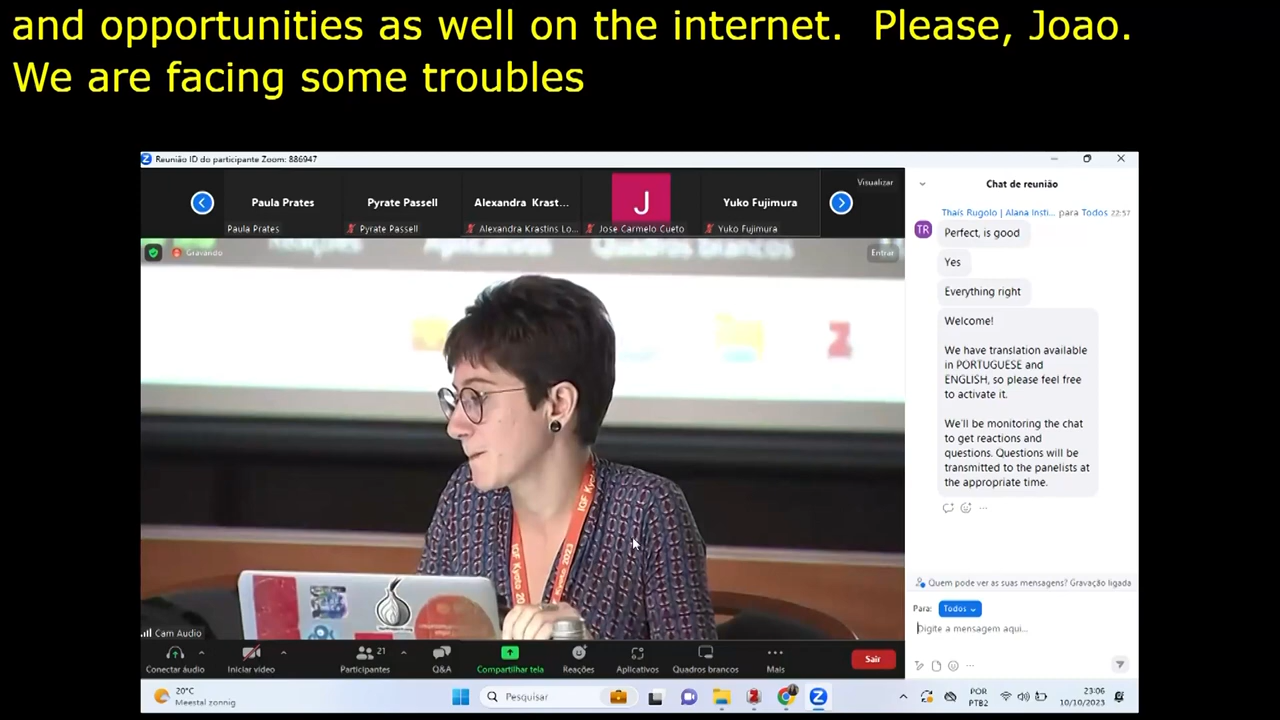 and opportunities as well on the internet.  Please, Joao.
We are facing some troubles
Reunião ID do participante Zoom: 886947
Visualizar
Paula Prates
Pyrate Passell
Alexandra Krast...
J
Yuko Fujimura
Paula Prates
Pyrate Passell
Alexandra Krastins Lo...
Jose Carmelo Cueto
Yuko Fujimura
Gravando
Entrar
Chat de reunião
Thaís Rugolo | Alana Insti... para Todos 22:57
TR
Perfect, is good
Yes
Everything right
Welcome!
We have translation available
in PORTUGUESE and
ENGLISH, so please feel free
to activate it.
We'll be monitoring the chat
to get reactions and
questions. Questions will be
transmitted to the panelists at
the appropriate time.
Quem pode ver as suas mensagens? Gravação ligada
Para: Todos
Digite a mensagem aqui...
IGF Kyoto 20
Kyoto 2023
IGF Ky
Cam Audio
Conectar áudio
Iniciar vídeo
21
Participantes
Q&A
Compartilhar tela
Reações
Aplicativos
Quadros brancos
Mais
Sair
20°C
Meestal zonnig
Pesquisar
POR
PTB2
23:06
10/10/2023